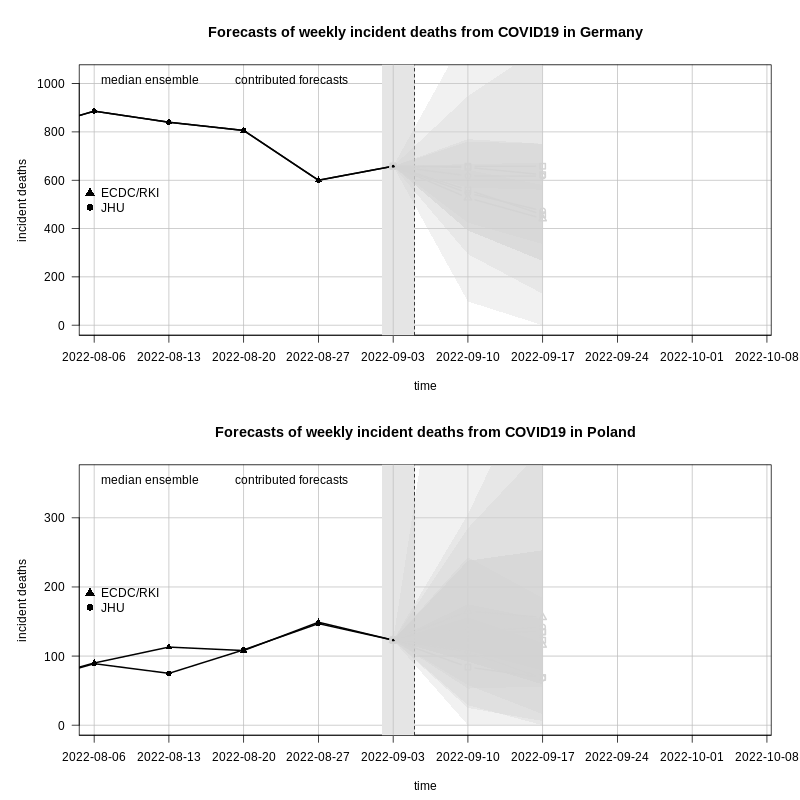 Forecasts of weekly incident deaths from COVID19 in Germany
median ensemble contributed forecasts
1000
800
600
400
200
0
incident deaths
ECDC/RKI
JHU
2022-08-06 2022-08-13 2022-08-20 2022-08-27 2022-09-03 2022-09-10 2022-09-17 2022-09-24 2022-10-01 2022-10-08
time
Forecasts of weekly incident deaths from COVID19 in Poland
median ensemble contributed forecasts
300
200
100
0
incident deaths
ECDC/RKI
JHU
2022-08-06 2022-08-13 2022-08-20 2022-08-27 2022-09-03 2022-09-10 2022-09-17 2022-09-24 2022-10-01 2022-10-08
time